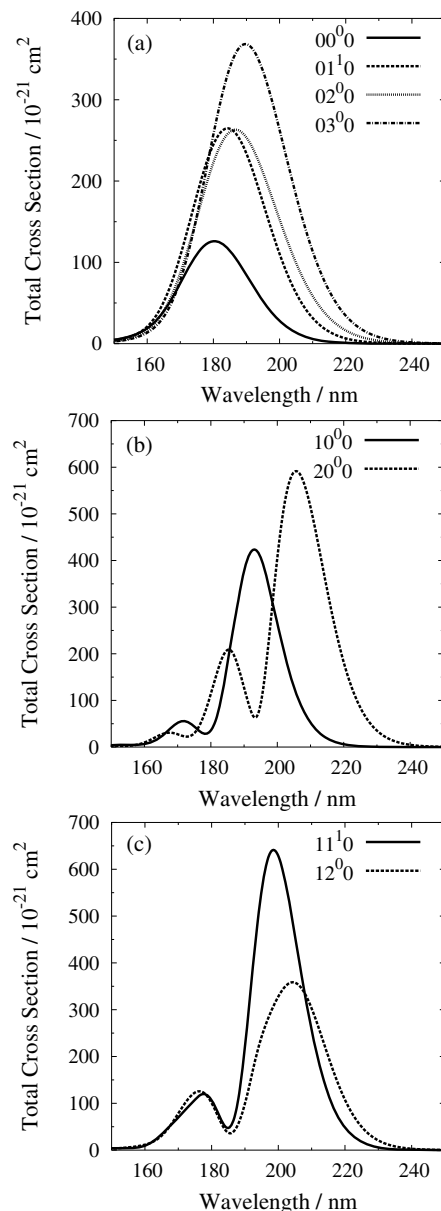 400
(a)
00⁰0
01¹0
02⁰0
03⁰0
300
200
100
0
Total Cross Section / 10⁻²¹ cm²
160 180 200 220 240
Wavelength / nm
700
(b)
10⁰0
20⁰0
600
500
400
300
200
100
0
Total Cross Section / 10⁻²¹ cm²
160 180 200 220 240
Wavelength / nm
700
(c)
11¹0
12⁰0
600
500
400
300
200
100
0
Total Cross Section / 10⁻²¹ cm²
160 180 200 220 240
Wavelength / nm